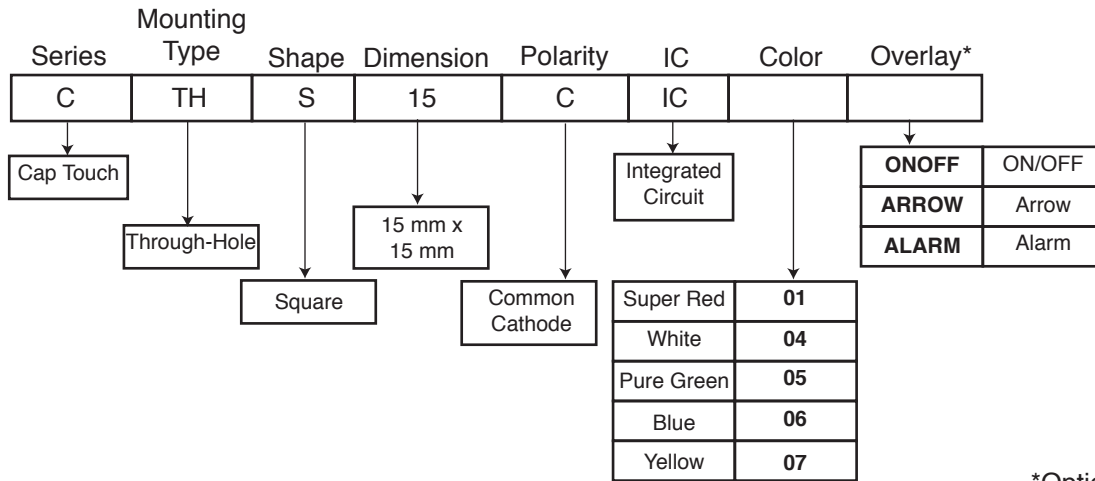 Mounting
Series Type Shape Dimension Polarity IC Color Overlay*
C TH S 15 C IC
Cap Touch
Through-Hole
Square
15 mm x
15 mm
Common
Cathode
Integrated
Circuit
Super Red 01
White 04
Pure Green 05
Blue 06
Yellow 07
ONOFF ON/OFF
ARROW Arrow
ALARM Alarm